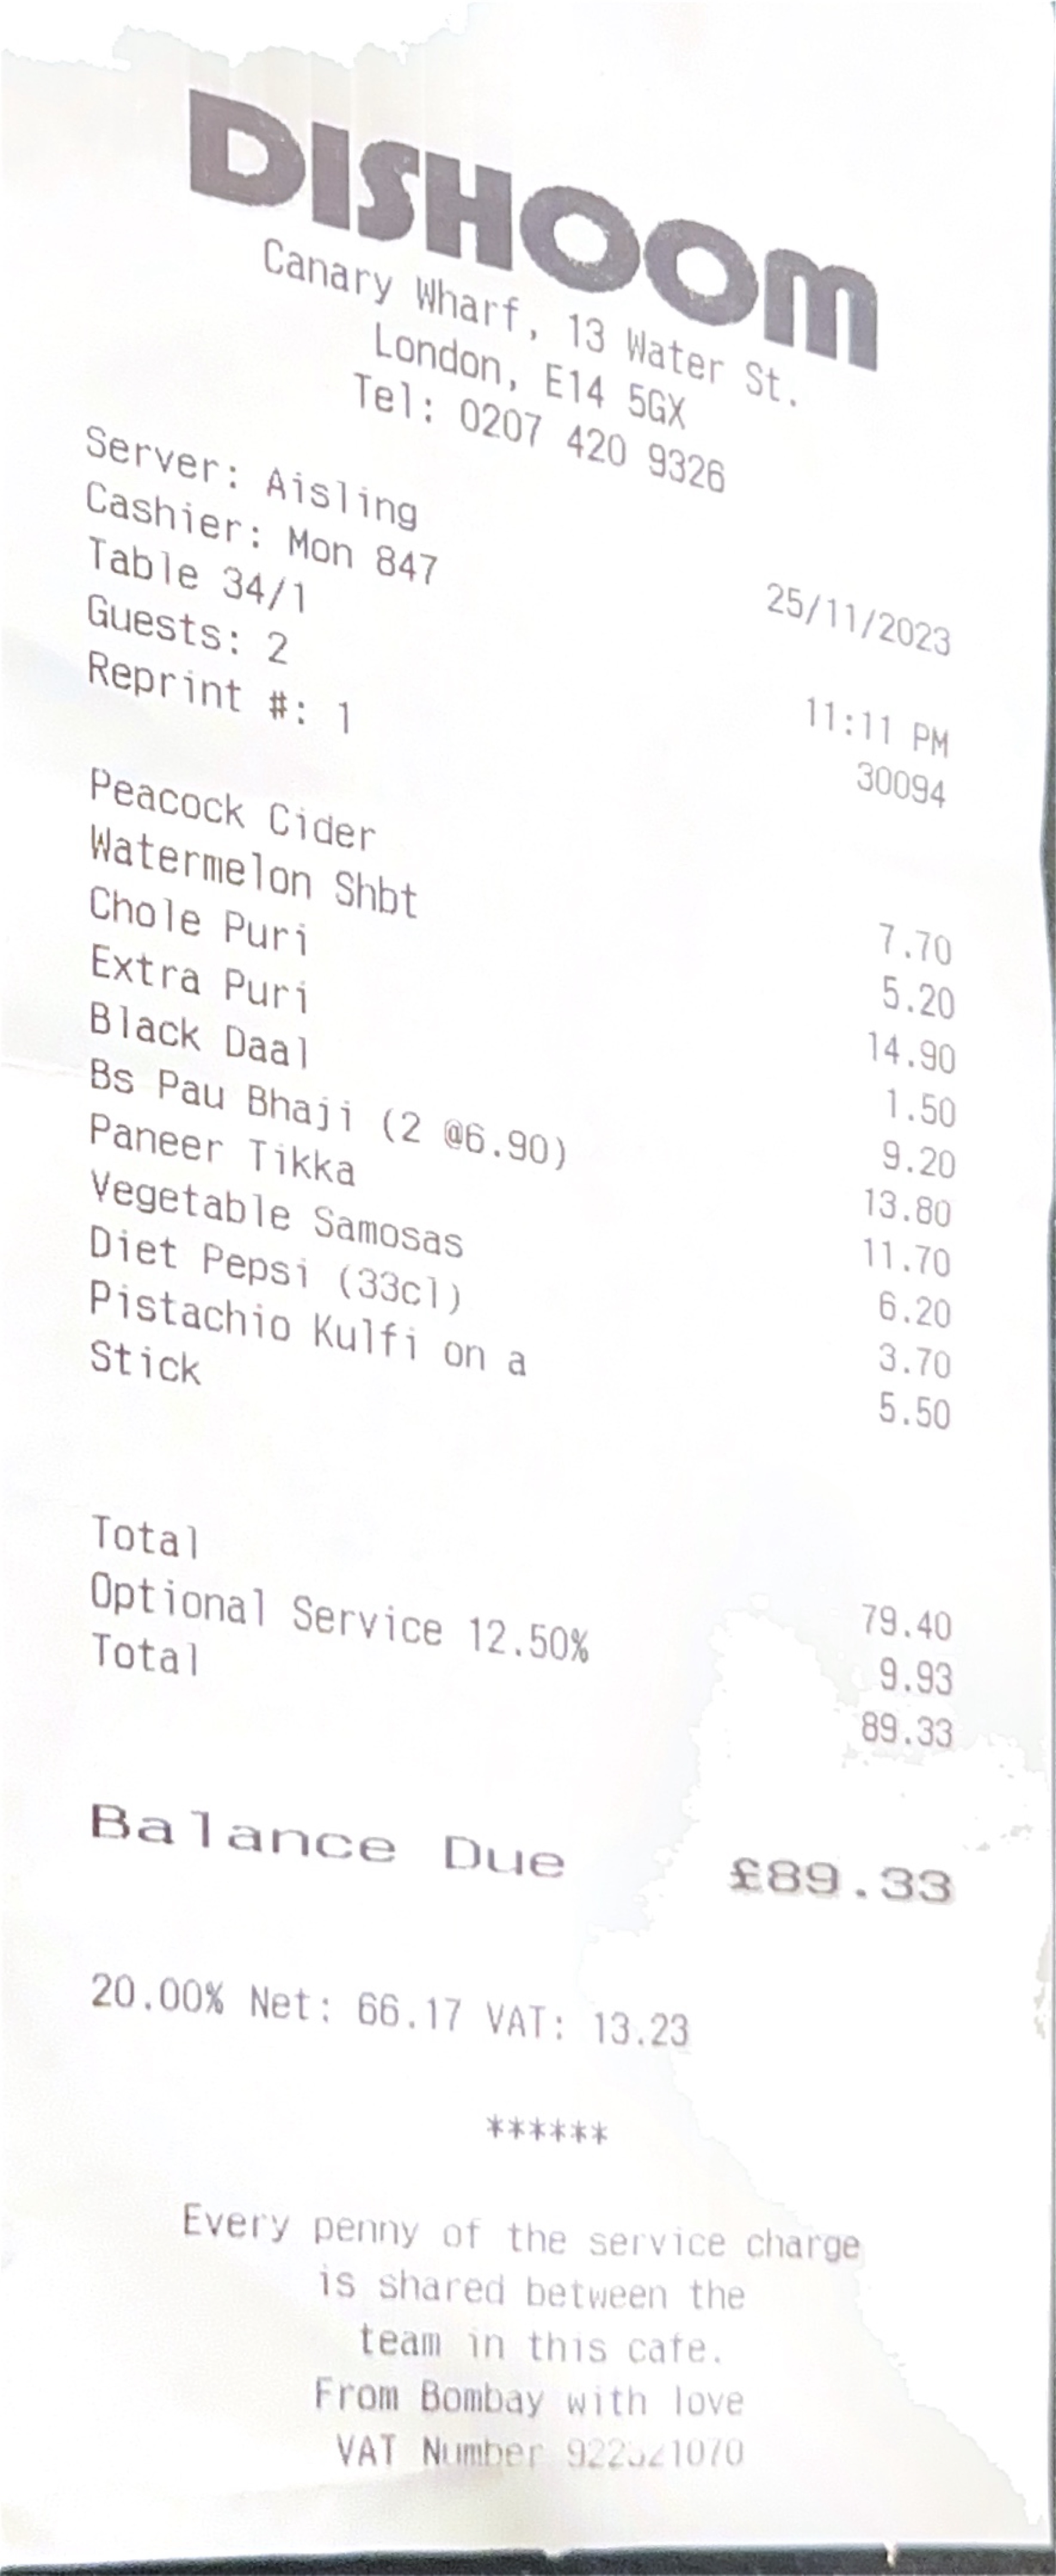 DISHOOM
Canary Wharf, 13 Water St.
London, E14 5GX
Tel: 0207 420 9326
Server: Aisling
Cashier: Mon 847
Table 34/1 25/11/2023
Guests: 2
Reprint #: 1 11:11 PM
30094
Peacock Cider 7.70
Watermelon Shbt 5.20
Chole Puri 14.90
Extra Puri 1.50
Black Daal 9.20
Bs Pau Bhaji (2 @6.90) 13.80
Paneer Tikka 11.70
Vegetable Samosas 6.20
Diet Pepsi (33cl) 3.70
Pistachio Kulfi on a 5.50
Stick
Total 79.40
Optional Service 12.50% 9.93
Total 89.33
Balance Due £89.33
20.00% Net: 66.17 VAT: 13.23
******
Every penny of the service charge
is shared between the
team in this cafe.
From Bombay with love
VAT Number